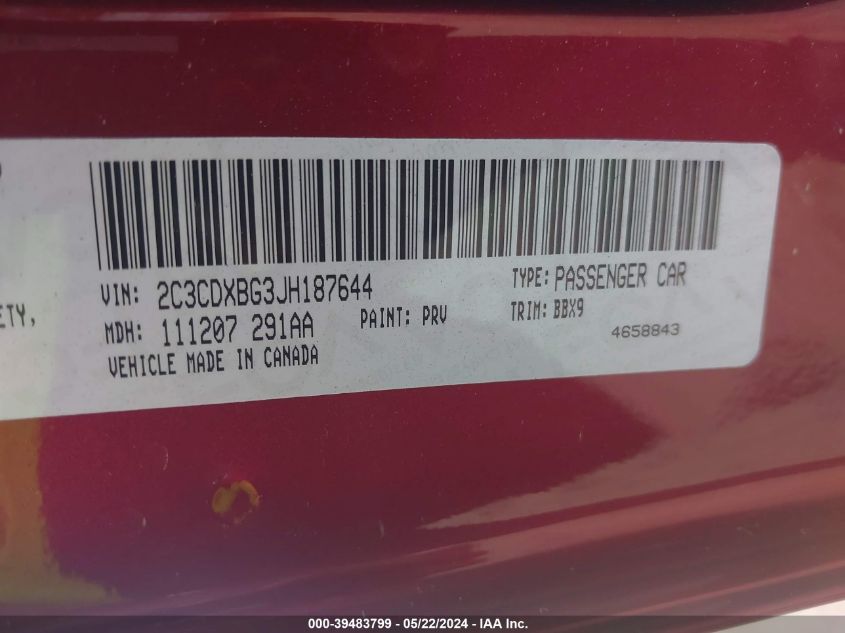 VIN: 2C3CDXBG3JH187644
TYPE: PASSENGER CAR
ETY,
MDH: 111207 291AA
PAINT: PRV
TRIM: BBX9
4658843
VEHICLE MADE IN CANADA
000-39483799 - 05/22/2024 - IAA Inc.